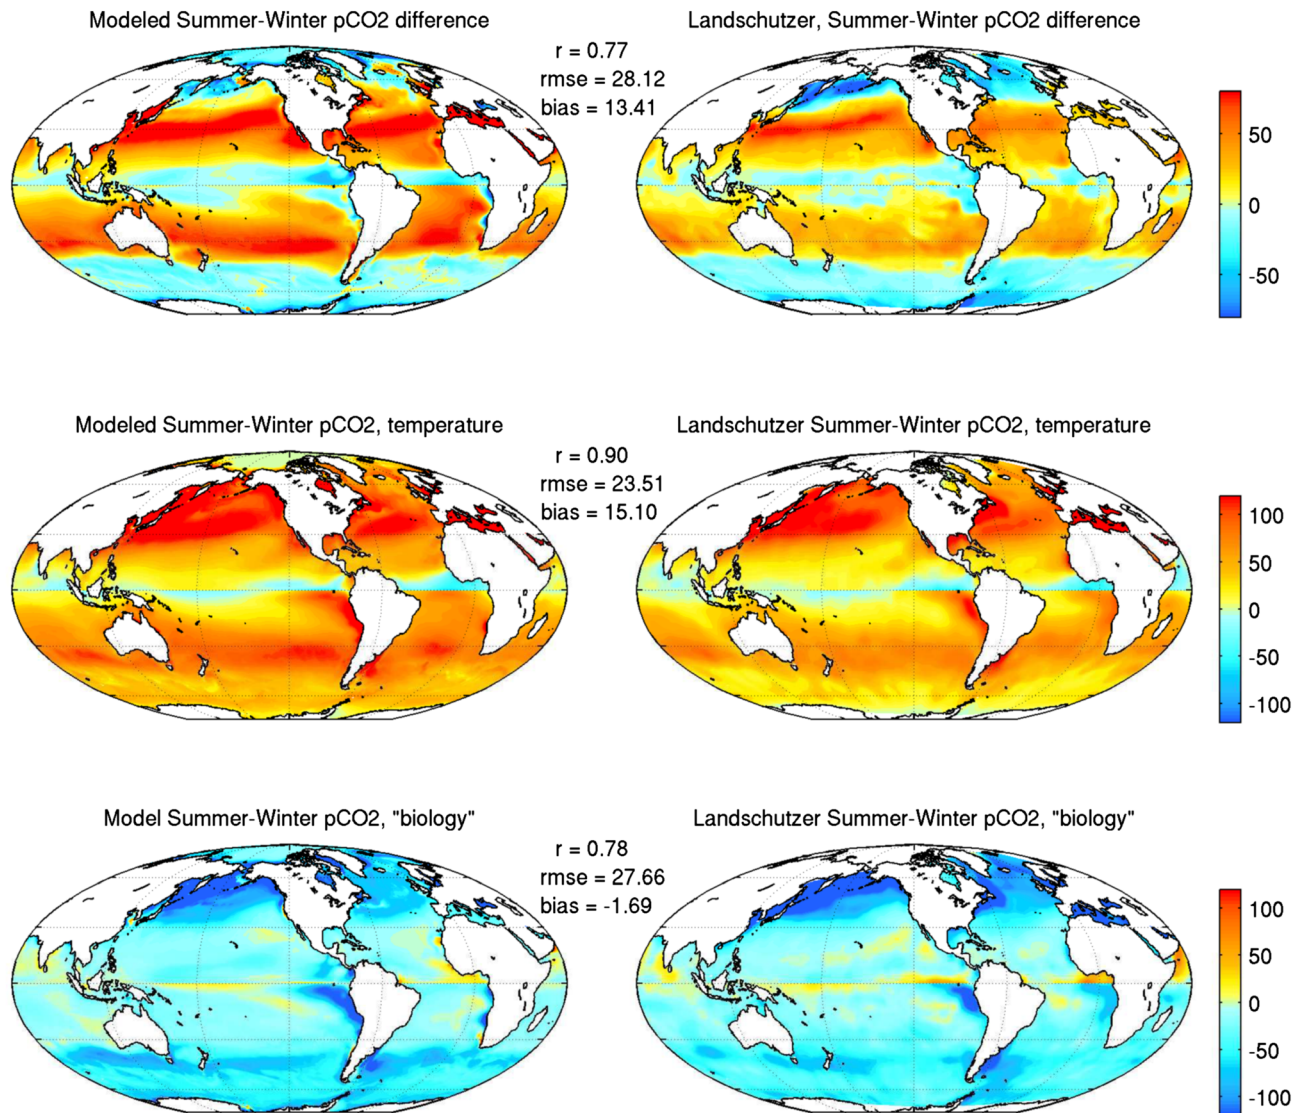 Modeled Summer-Winter pCO2 difference
Landschutzer, Summer-Winter pCO2 difference
r = 0.77
rmse = 28.12
bias = 13.41
50
0
-50
Modeled Summer-Winter pCO2, temperature
Landschutzer Summer-Winter pCO2, temperature
r = 0.90
rmse = 23.51
bias = 15.10
100
50
0
-50
-100
Model Summer-Winter pCO2, "biology"
Landschutzer Summer-Winter pCO2, "biology"
r = 0.78
rmse = 27.66
bias = -1.69
100
50
0
-50
-100